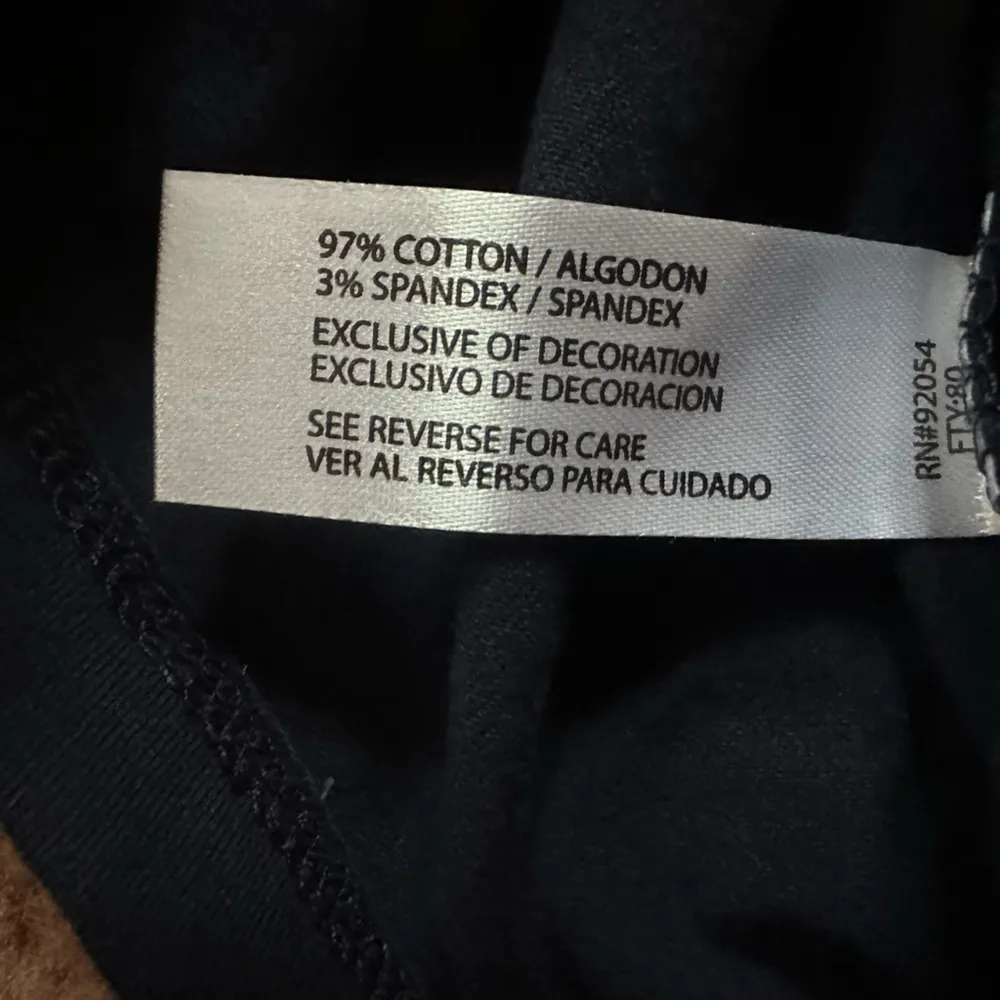 97% COTTON / ALGODON
3% SPANDEX / SPANDEX
EXCLUSIVE OF DECORATION
EXCLUSIVO DE DECORACION
SEE REVERSE FOR CARE
VER AL REVERSO PARA CUIDADO
RN#92054
FTY:80